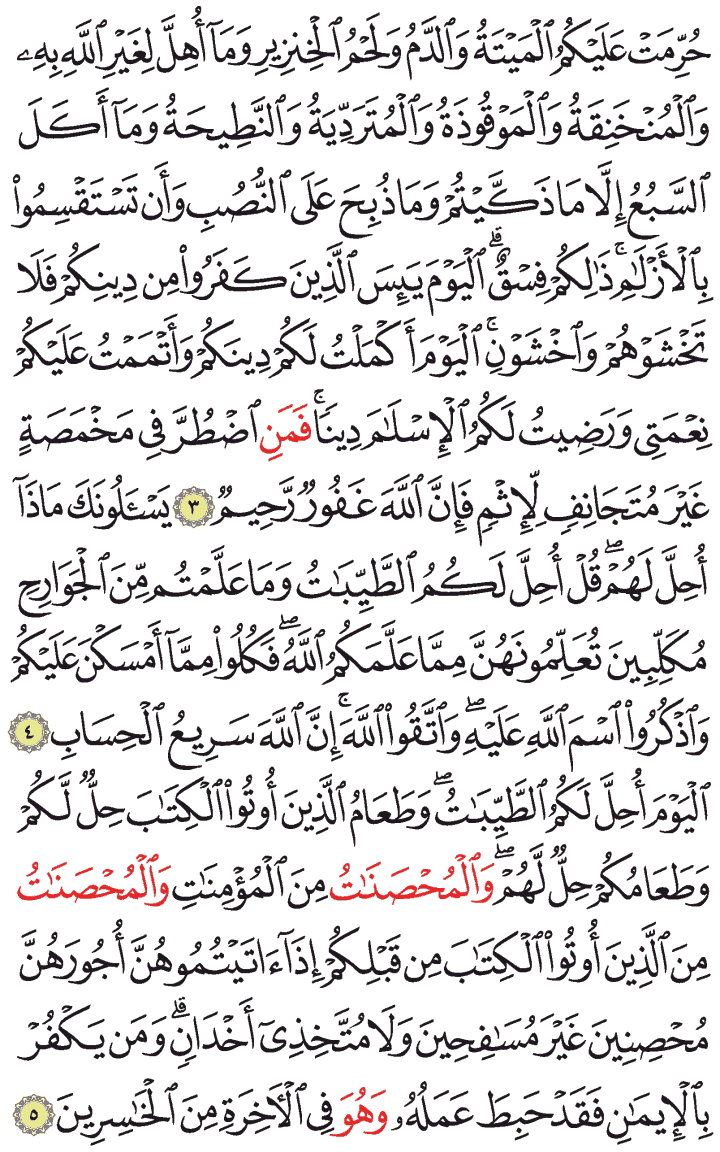 حُرِّمَتْ عَلَيْكُمُ ٱلْمَيْتَةُ وَٱلدَّمُ وَلَحْمُ ٱلْخِنزِيرِ وَمَآ أُهِلَّ لِغَيْرِ ٱللَّهِ بِهِۦ
وَٱلْمُنْخَنِقَةُ وَٱلْمَوْقُوذَةُ وَٱلْمُتَرَدِّيَةُ وَٱلنَّطِيحَةُ وَمَآ أَكَلَ
ٱلسَّبُعُ إِلَّا مَا ذَكَّيْتُمْ وَمَا ذُبِحَ عَلَى ٱلنُّصُبِ وَأَن تَسْتَقْسِمُوا۟
بِٱلْأَزْلَٰمِ ۚ ذَٰلِكُمْ فِسْقٌ ۗ ٱلْيَوْمَ يَئِسَ ٱلَّذِينَ كَفَرُوا۟ مِن دِينِكُمْ فَلَا
تَخْشَوْهُمْ وَٱخْشَوْنِ ۚ ٱلْيَوْمَ أَكْمَلْتُ لَكُمْ دِينَكُمْ وَأَتْمَمْتُ عَلَيْكُمْ
نِعْمَتِى وَرَضِيتُ لَكُمُ ٱلْإِسْلَٰمَ دِينًا ۚ فَمَنِ ٱضْطُرَّ فِى مَخْمَصَةٍ
غَيْرَ مُتَجَانِفٍ لِّإِثْمٍ فَإِنَّ ٱللَّهَ غَفُورٌ رَّحِيمٌ ٣ يَسْـَٔلُونَكَ مَاذَآ
أُحِلَّ لَهُمْ ۖ قُلْ أُحِلَّ لَكُمُ ٱلطَّيِّبَٰتُ وَمَا عَلَّمْتُم مِّنَ ٱلْجَوَارِحِ
مُكَلِّبِينَ تُعَلِّمُونَهُنَّ مِمَّا عَلَّمَكُمُ ٱللَّهُ ۖ فَكُلُوا۟ مِمَّآ أَمْسَكْنَ عَلَيْكُمْ
وَٱذْكُرُوا۟ ٱسْمَ ٱللَّهِ عَلَيْهِ ۖ وَٱتَّقُوا۟ ٱللَّهَ ۚ إِنَّ ٱللَّهَ سَرِيعُ ٱلْحِسَابِ ٤
ٱلْيَوْمَ أُحِلَّ لَكُمُ ٱلطَّيِّبَٰتُ ۖ وَطَعَامُ ٱلَّذِينَ أُوتُوا۟ ٱلْكِتَٰبَ حِلٌّ لَّكُمْ
وَطَعَامُكُمْ حِلٌّ لَّهُمْ ۖ وَٱلْمُحْصَنَٰتُ مِنَ ٱلْمُؤْمِنَٰتِ وَٱلْمُحْصَنَٰتُ
مِنَ ٱلَّذِينَ أُوتُوا۟ ٱلْكِتَٰبَ مِن قَبْلِكُمْ إِذَآ ءَاتَيْتُمُوهُنَّ أُجُورَهُنَّ
مُحْصِنِينَ غَيْرَ مُسَٰفِحِينَ وَلَا مُتَّخِذِىٓ أَخْدَانٍ ۗ وَمَن يَكْفُرْ
بِٱلْإِيمَٰنِ فَقَدْ حَبِطَ عَمَلُهُۥ وَهُوَ فِى ٱلْـَٔاخِرَةِ مِنَ ٱلْخَٰسِرِينَ ٥